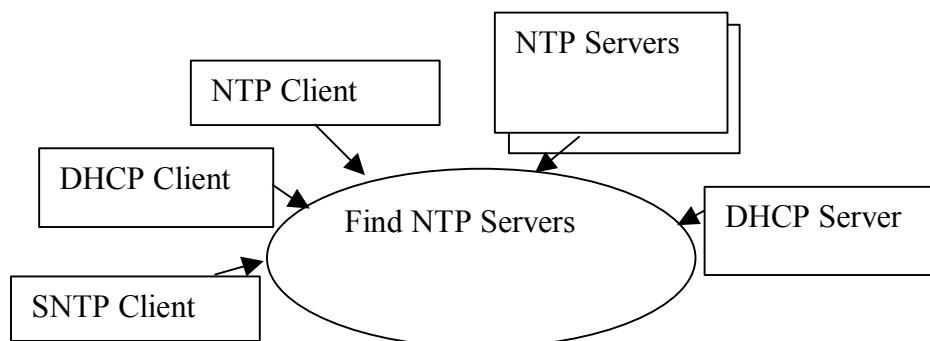 NTP Servers
NTP Client
DHCP Client
Find NTP Servers
DHCP Server
SNTP Client